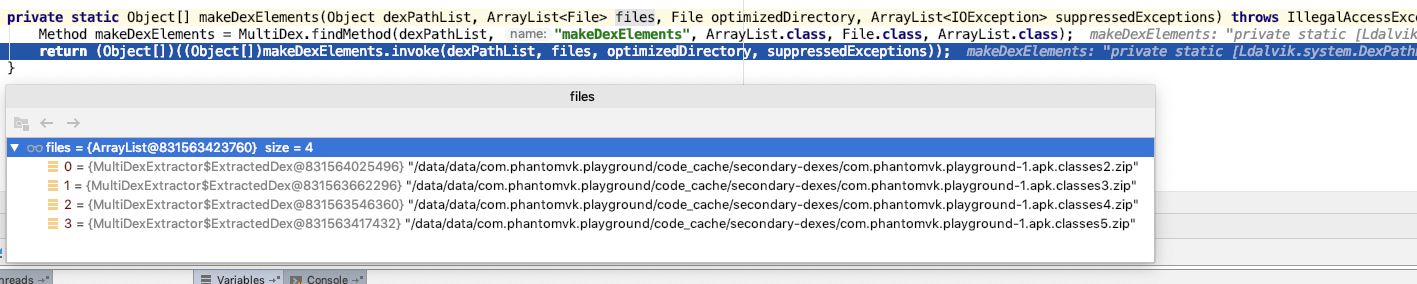 private static Object[] makeDexElements(Object dexPathList, ArrayList<File> files, File optimizedDirectory, ArrayList<IOException> suppressedExceptions) throws IllegalAccessExce
Method makeDexElements = MultiDex.findMethod(dexPathList, name: "makeDexElements", ArrayList.class, File.class, ArrayList.class); makeDexElements: "private static [Ldalvik
return (Object[])((Object[])makeDexElements.invoke(dexPathList, files, optimizedDirectory, suppressedExceptions)); makeDexElements: "private static [Ldalvik.system.DexPath
}
files
files = {ArrayList@831563423760} size = 4
0 = {MultiDexExtractor$ExtractedDex@831564025496} "/data/data/com.phantomvk.playground/code_cache/secondary-dexes/com.phantomvk.playground-1.apk.classes2.zip"
1 = {MultiDexExtractor$ExtractedDex@831563662296} "/data/data/com.phantomvk.playground/code_cache/secondary-dexes/com.phantomvk.playground-1.apk.classes3.zip"
2 = {MultiDexExtractor$ExtractedDex@831563546360} "/data/data/com.phantomvk.playground/code_cache/secondary-dexes/com.phantomvk.playground-1.apk.classes4.zip"
3 = {MultiDexExtractor$ExtractedDex@831563417432} "/data/data/com.phantomvk.playground/code_cache/secondary-dexes/com.phantomvk.playground-1.apk.classes5.zip"
hreads Variables Console